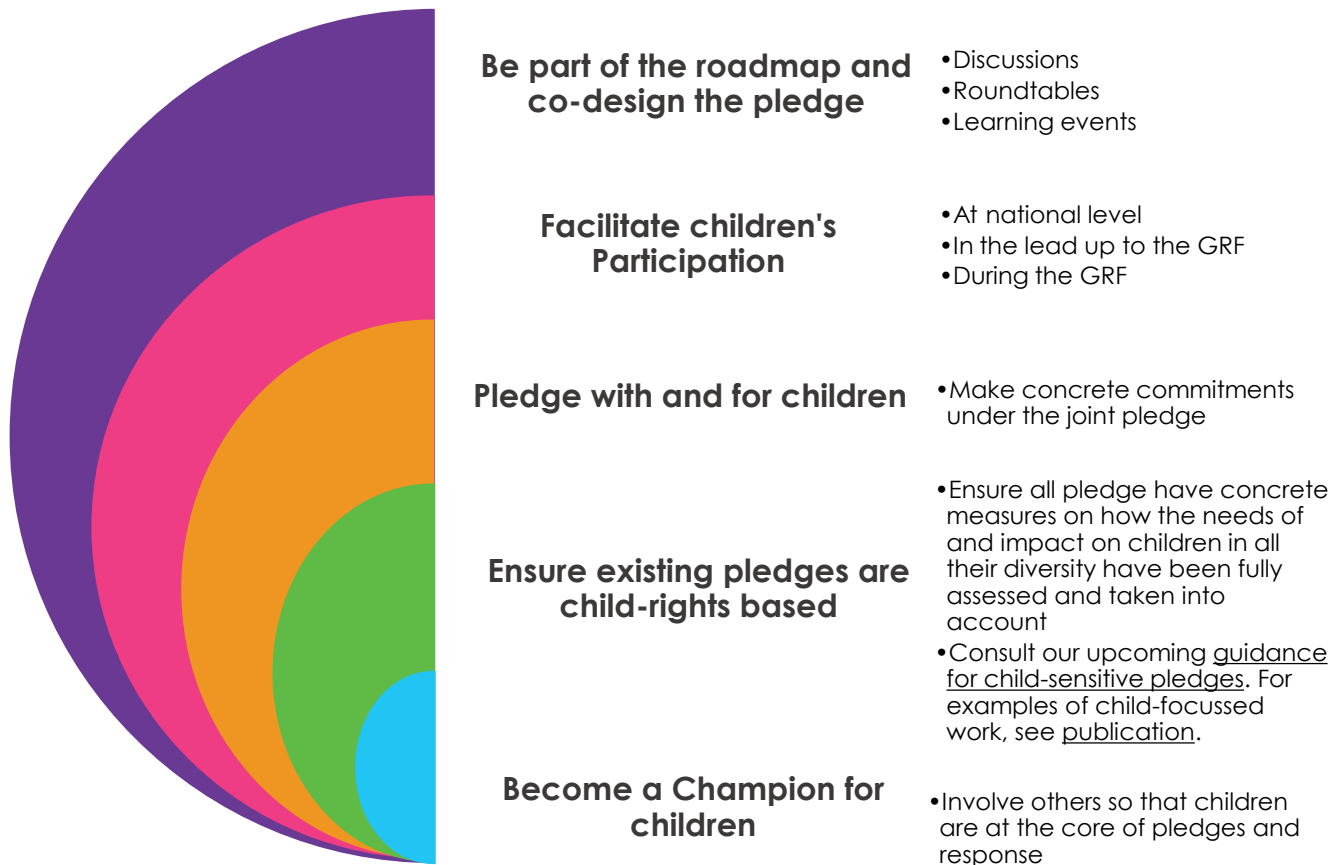 Be part of the roadmap and
co-design the pledge
•Discussions
•Roundtables
•Learning events
Facilitate children's
Participation
•At national level
•In the lead up to the GRF
•During the GRF
Pledge with and for children
•Make concrete commitments
under the joint pledge
Ensure existing pledges are
child-rights based
•Ensure all pledge have concrete
measures on how the needs of
and impact on children in all
their diversity have been fully
assessed and taken into
account
•Consult our upcoming guidance
for child-sensitive pledges. For
examples of child-focussed
work, see publication.
Become a Champion for
children
•Involve others so that children
are at the core of pledges and
response